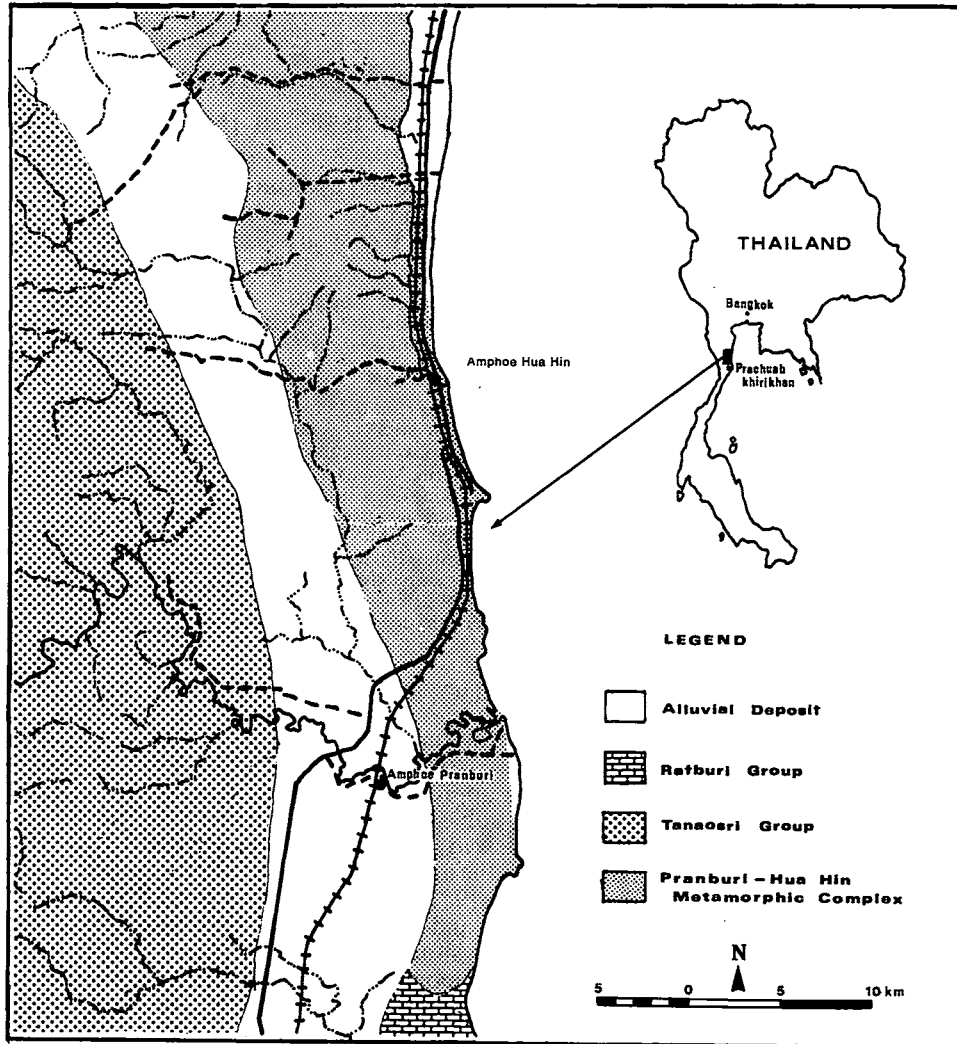 THAILAND
Bangkok
Prachuab
khirikhan
Amphoe Hua Hin
Amphoe Pranburi
LEGEND
Alluvial Deposit
Ratburi Group
Tanaosri Group
Pranburi - Hua Hin
Metamorphic Complex
N
5 0 5 10 km